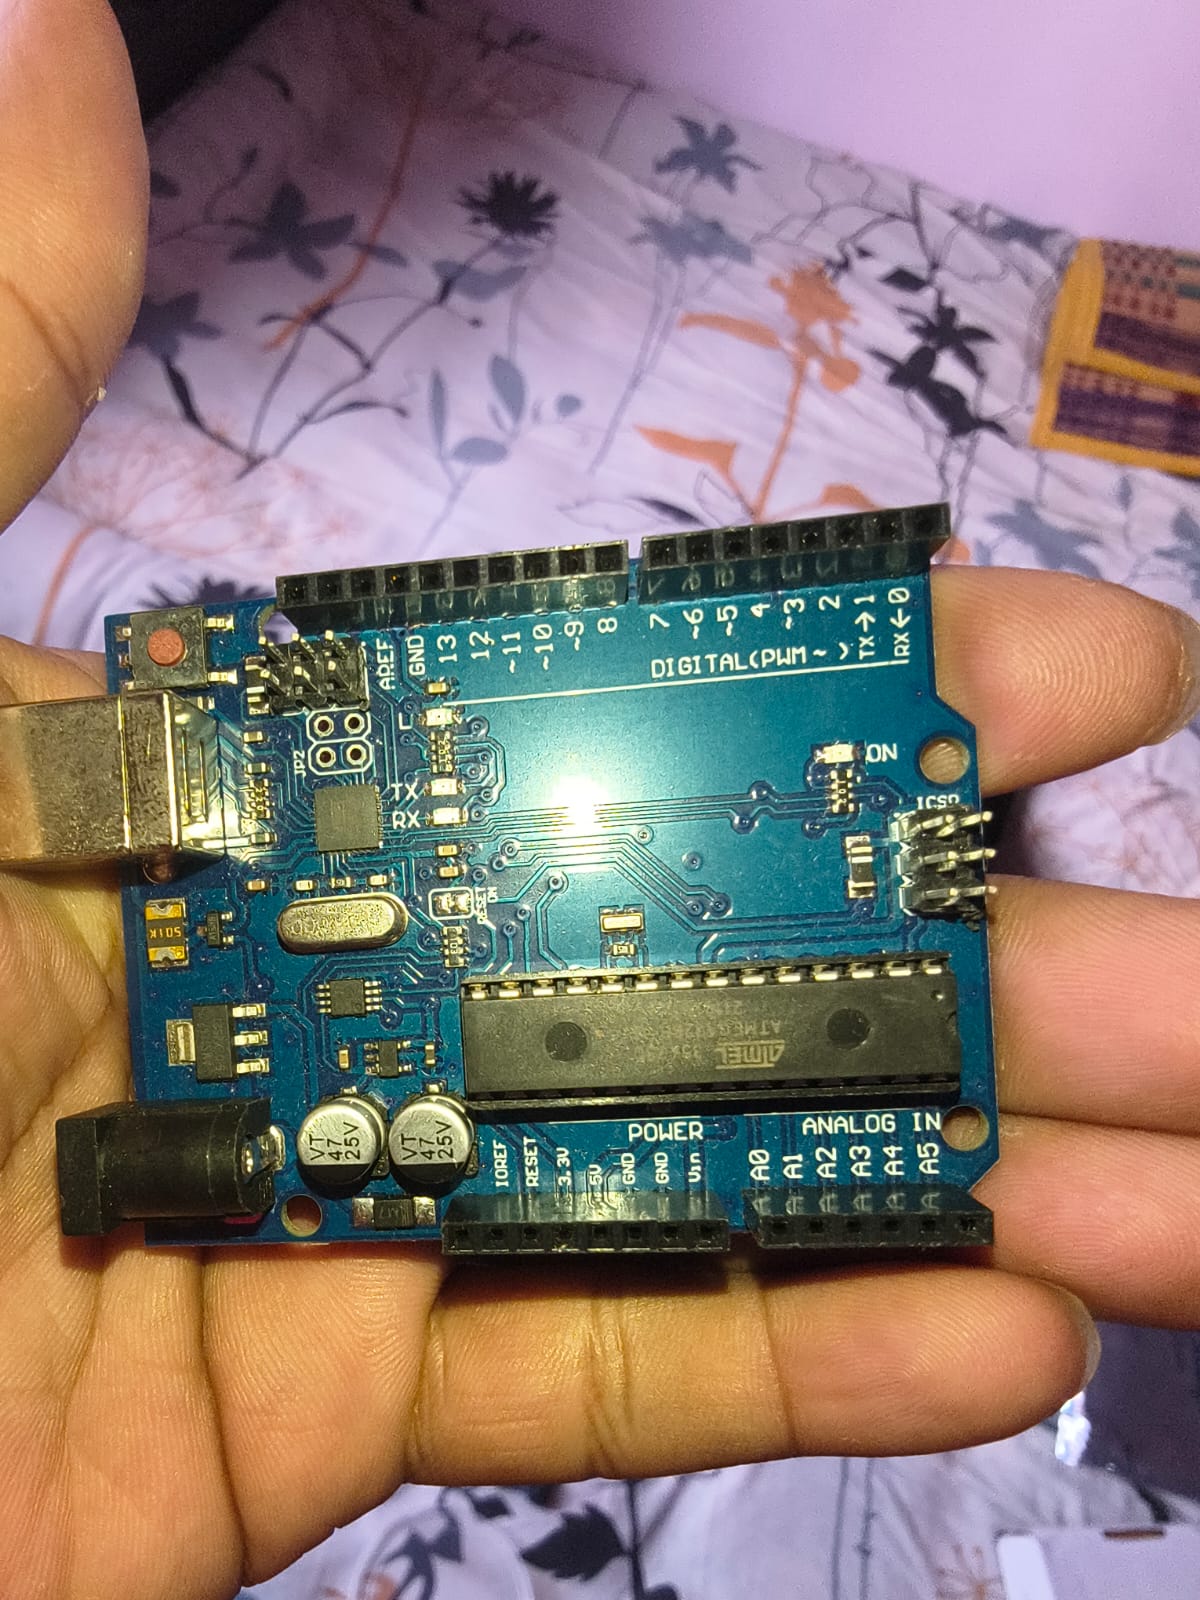 AREF
GND
13
12
~11
~10
~9
8
7
~6
~5
4
~3
2
TX→1
RX←0
DIGITAL(PWM~)
L
JP2
TX
RX
ON
ICSP
RESET
501K
ATMEL
VT
47
25V
VT
47
25V
POWER
ANALOG IN
IOREF
RESET
3.3V
5V
GND
GND
Vin
A0
A1
A2
A3
A4
A5